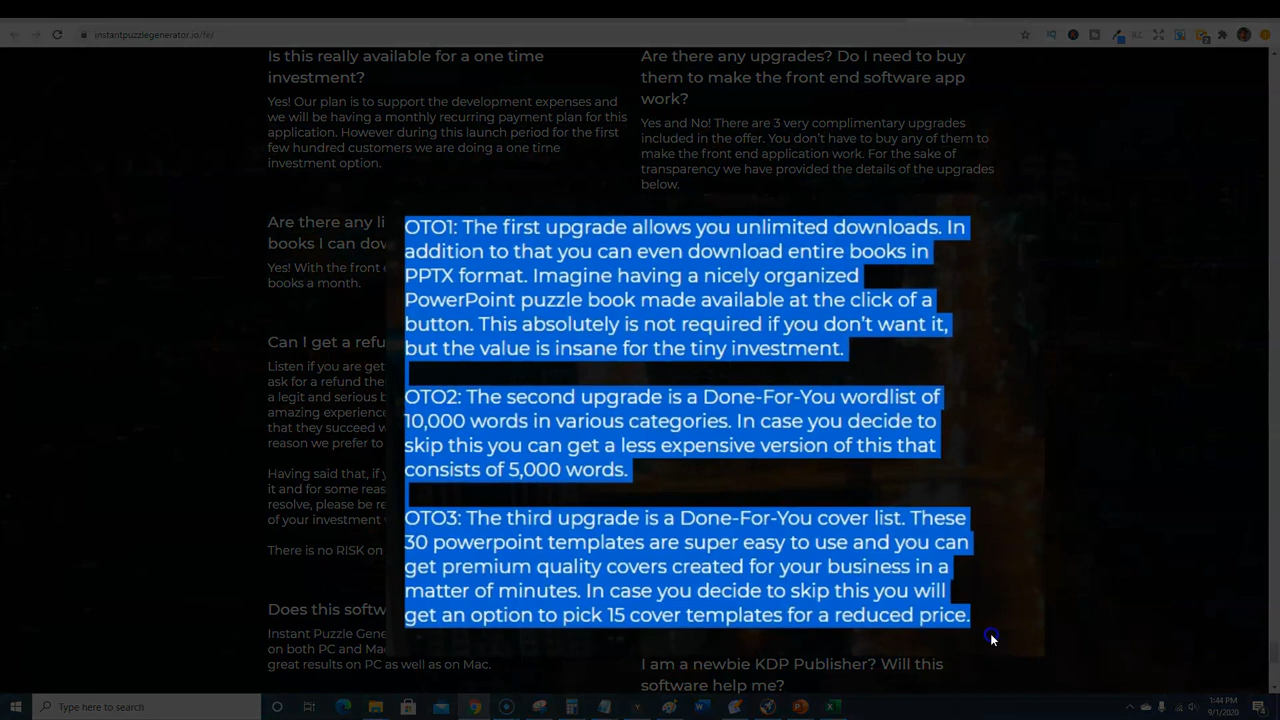 instantpuzzlegenerator.io/fe/
Is this really available for a one time
investment?
Yes! Our plan is to support the development expenses and
we will be having a monthly recurring payment plan for this
application. However during this launch period for the first
few hundred customers we are doing a one time
investment option.
Are there any upgrades? Do I need to buy
them to make the front end software app
work?
Yes and No! There are 3 very complimentary upgrades
included in the offer. You don't have to buy any of them to
make the front end application work. For the sake of
transparency we have provided the details of the upgrades
below.
Are there any li
books I can dow
Yes! With the front e
books a month.
Can I get a refu
Listen if you are get
ask for a refund the
a legit and serious b
amazing experience
that they succeed w
reason we prefer to
Having said that, if y
it and for some reas
resolve, please be re
of your investment
There is no RISK on
Does this softw
Instant Puzzle Gene
on both PC and Mac
great results on PC as well as on Mac.
OTO1: The first upgrade allows you unlimited downloads. In
addition to that you can even download entire books in
PPTX format. Imagine having a nicely organized
PowerPoint puzzle book made available at the click of a
button. This absolutely is not required if you don't want it,
but the value is insane for the tiny investment.
OTO2: The second upgrade is a Done-For-You wordlist of
10,000 words in various categories. In case you decide to
skip this you can get a less expensive version of this that
consists of 5,000 words.
OTO3: The third upgrade is a Done-For-You cover list. These
30 powerpoint templates are super easy to use and you can
get premium quality covers created for your business in a
matter of minutes. In case you decide to skip this you will
get an option to pick 15 cover templates for a reduced price.
I am a newbie KDP Publisher? Will this
software help me?
Type here to search
1:44 PM
9/1/2020